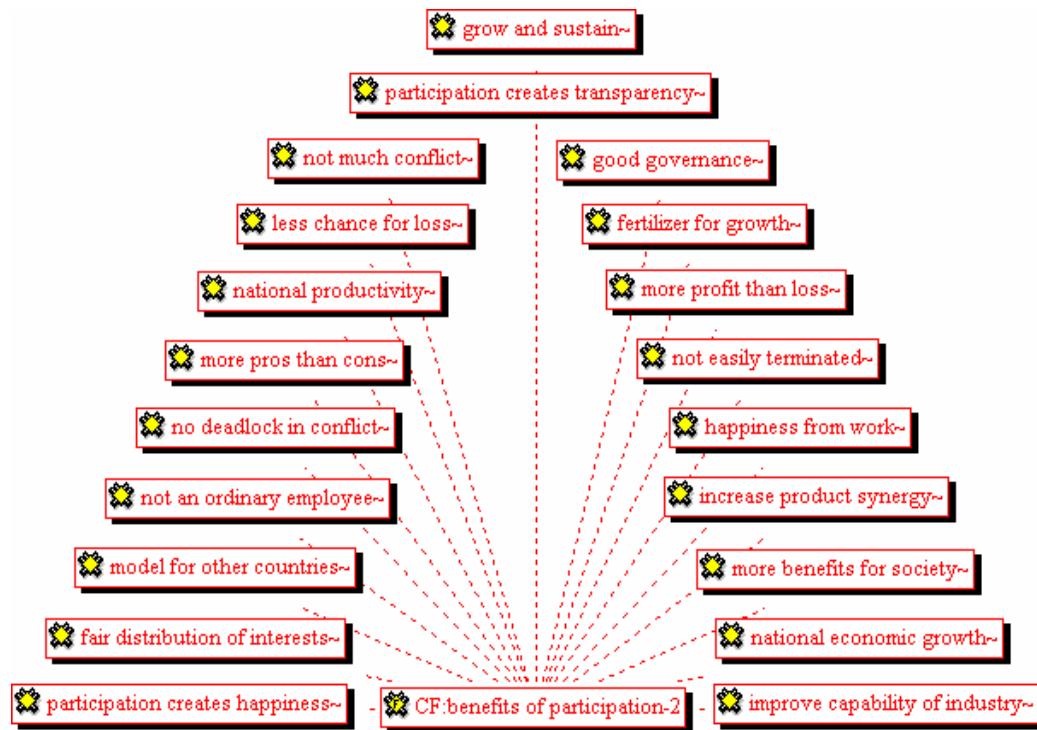 grow and sustain~
participation creates transparency~
not much conflict~
good governance~
less chance for loss~
fertilizer for growth~
national productivity~
more profit than loss~
more pros than cons~
not easily terminated~
no deadlock in conflict~
happiness from work~
not an ordinary employee~
increase product synergy~
model for other countries~
more benefits for society~
fair distribution of interests~
national economic growth~
participation creates happiness~
CF:benefits of participation-2
improve capability of industry~